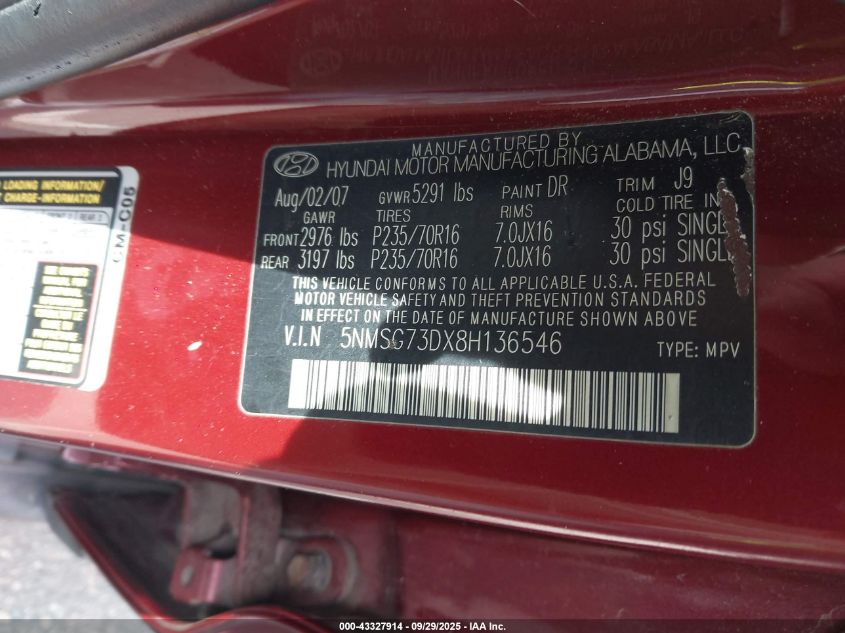 MANUFACTURED BY
HYUNDAI MOTOR MANUFACTURING ALABAMA, LLC
Aug/02/07 GVWR 5291 lbs PAINT DR TRIM J9
GAWR TIRES RIMS COLD TIRE IN
FRONT 2976 lbs P235/70R16 7.0JX16 30 psi SINGL
REAR 3197 lbs P235/70R16 7.0JX16 30 psi SINGL
THIS VEHICLE CONFORMS TO ALL APPLICABLE U.S.A. FEDERAL
MOTOR VEHICLE SAFETY AND THEFT PREVENTION STANDARDS
IN EFFECT ON THE DATE OF MANUFACTURE SHOWN ABOVE
V.I.N 5NMSG73DX8H136546 TYPE: MPV
LOADING INFORMATION/
CHARGE-INFORMATION
CM-C05
000-43327914 09/29/2025 - IAA Inc.